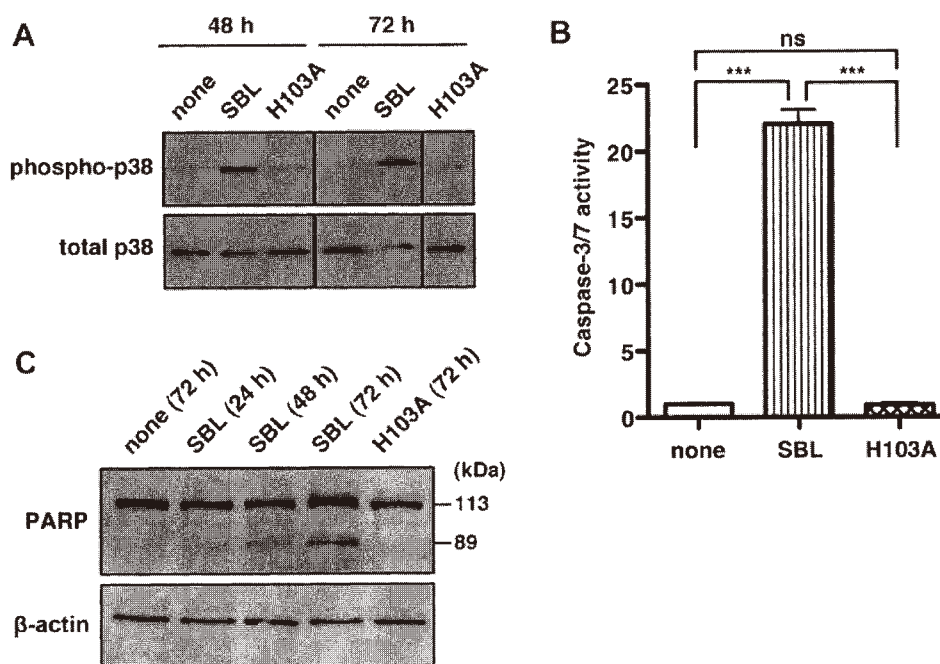 A
48 h
72 h
none
SBL
H103A
none
SBL
H103A
phospho-p38
total p38
B
ns
***
***
25
20
15
10
5
0
Caspase-3/7 activity
none
SBL
H103A
C
none (72 h)
SBL (24 h)
SBL (48 h)
SBL (72 h)
H103A (72 h)
(kDa)
PARP
113
89
β-actin